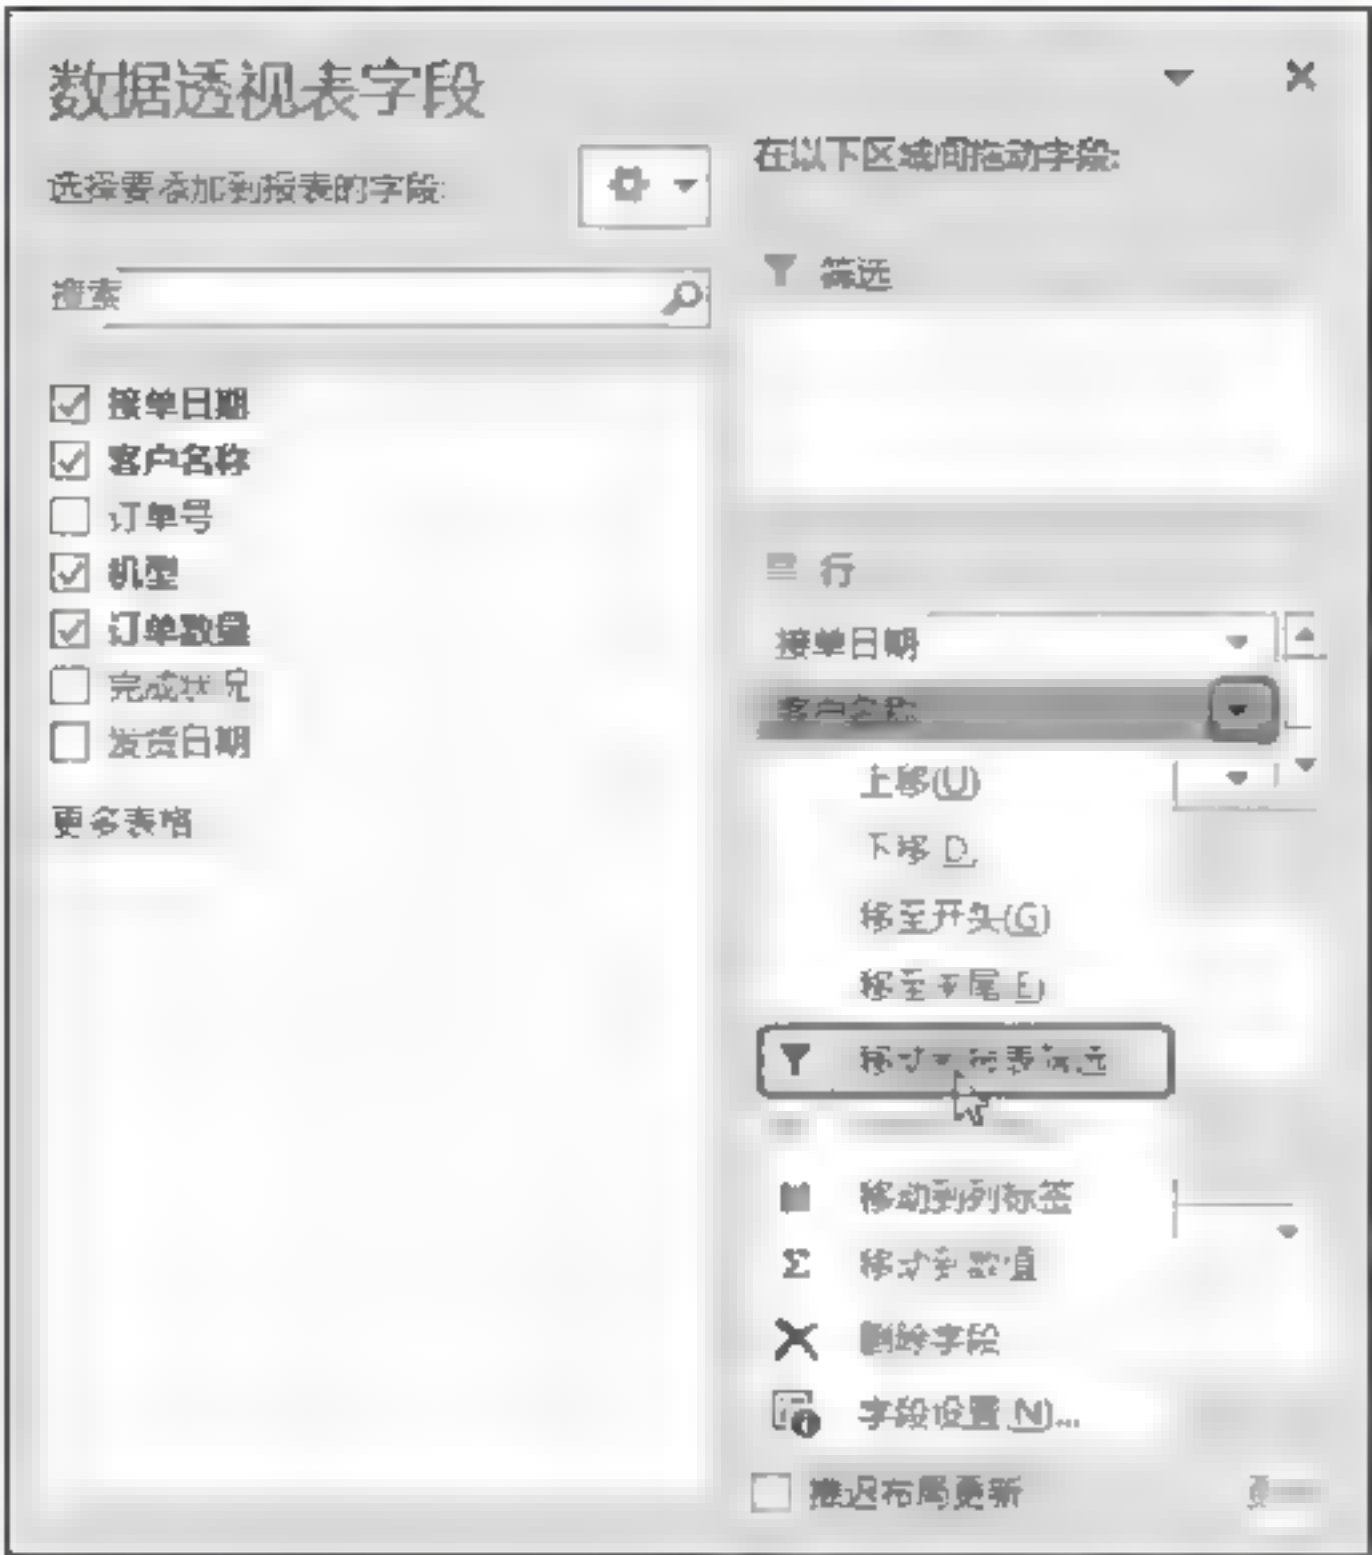 数据透视表字段
选择要添加到报表的字段:
搜索
接单日期
客户名称
订单号
机型
订单数量
完成状况
发货日期
更多表格
在以下区域间拖动字段:
筛选
行
接单日期
客户名称
上移(U)
下移(D)
移至开头(G)
移至末尾(E)
移动到报表筛选
移动到列标签
Σ 移动到数值
删除字段
字段设置(N)...
推迟布局更新